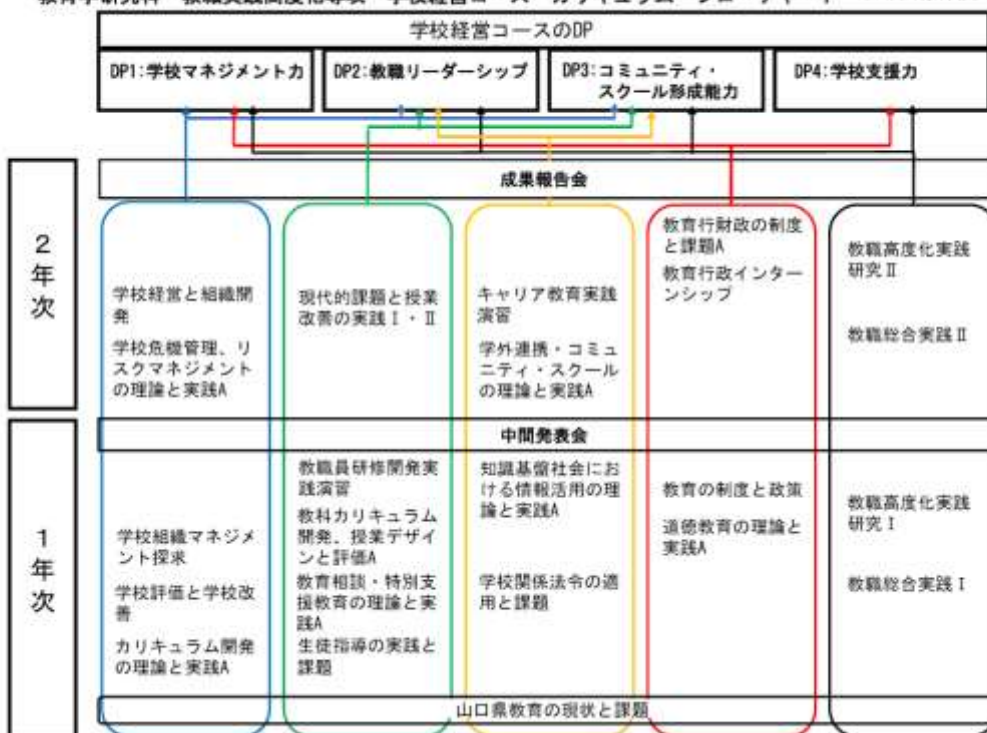 学校経営コースのDP
DP1:学校マネジメント力
DP2:教職リーダーシップ
DP3:コミュニティ・
スクール形成能力
DP4:学校支援力
成果報告会
2
年
次
学校経営と組織開
発
学校危機管理、リ
スクマネジメント
の理論と実践A
現代的課題と授業
改善の実践Ⅰ・Ⅱ
キャリア教育実践
演習
学外連携・コミュ
ニティ・スクール
の理論と実践A
教育行財政の制度
と課題A
教育行政インター
ンシップ
教職高度化実践
研究Ⅱ
教職総合実践Ⅱ
中間発表会
1
年
次
学校組織マネジメ
ント探求
学校評価と学校改
善
カリキュラム開発
の理論と実践A
教職員研修開発実
践演習
教科カリキュラム
開発、授業デザイ
ンと評価A
教育相談・特別支
援教育の理論と実
践A
生徒指導の実践と
課題
知識基盤社会にお
ける情報活用の理
論と実践A
学校関係法令の適
用と課題
教育の制度と政策
道徳教育の理論と
実践A
教職高度化実践
研究Ⅰ
教職総合実践Ⅰ
山口県教育の現状と課題